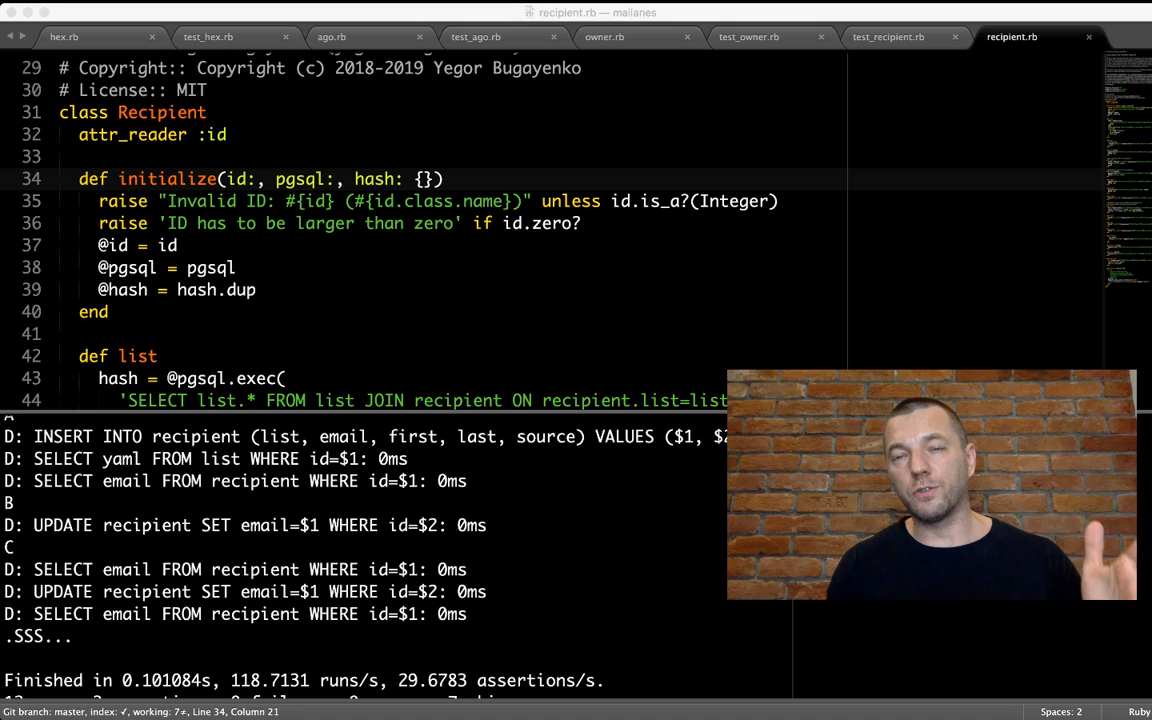 recipient.rb — mailanes
hex.rb × test_hex.rb × ago.rb × test_ago.rb × owner.rb × test_owner.rb × test_recipient.rb × recipient.rb ×
29 # Copyright:: Copyright (c) 2018-2019 Yegor Bugayenko
30 # License:: MIT
31 class Recipient
32 attr_reader :id
33
34 def initialize(id:, pgsql:, hash: {})
35 raise "Invalid ID: #{id} (#{id.class.name})" unless id.is_a?(Integer)
36 raise 'ID has to be larger than zero' if id.zero?
37 @id = id
38 @pgsql = pgsql
39 @hash = hash.dup
40 end
41
42 def list
43 hash = @pgsql.exec(
44 'SELECT list.* FROM list JOIN recipient ON recipient.list=list
D: INSERT INTO recipient (list, email, first, last, source) VALUES ($1, $2
D: SELECT yaml FROM list WHERE id=$1: 0ms
D: SELECT email FROM recipient WHERE id=$1: 0ms
B
D: UPDATE recipient SET email=$1 WHERE id=$2: 0ms
C
D: SELECT email FROM recipient WHERE id=$1: 0ms
D: UPDATE recipient SET email=$1 WHERE id=$2: 0ms
D: SELECT email FROM recipient WHERE id=$1: 0ms
.SSS...
Finished in 0.101084s, 118.7131 runs/s, 29.6783 assertions/s.
Git branch: master, index: ✓, working: 7≠, Line 34, Column 21
Spaces: 2
Ruby